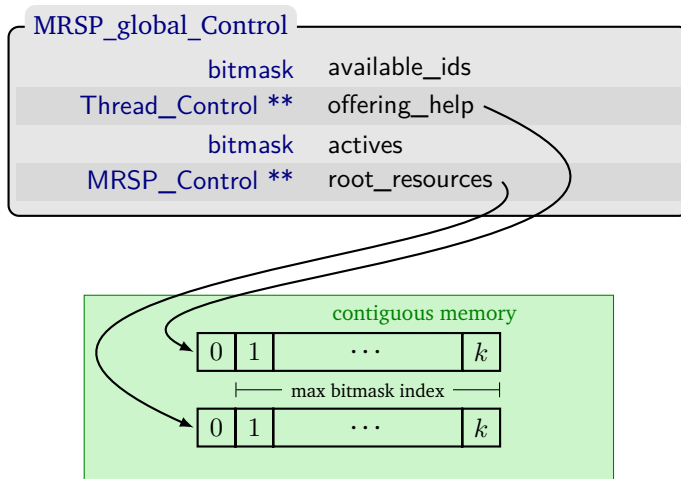 MRSP_global_Control
bitmask available_ids
Thread_Control ** offering_help
bitmask actives
MRSP_Control ** root_resources
contiguous memory
0 1 ··· k
max bitmask index
0 1 ··· k